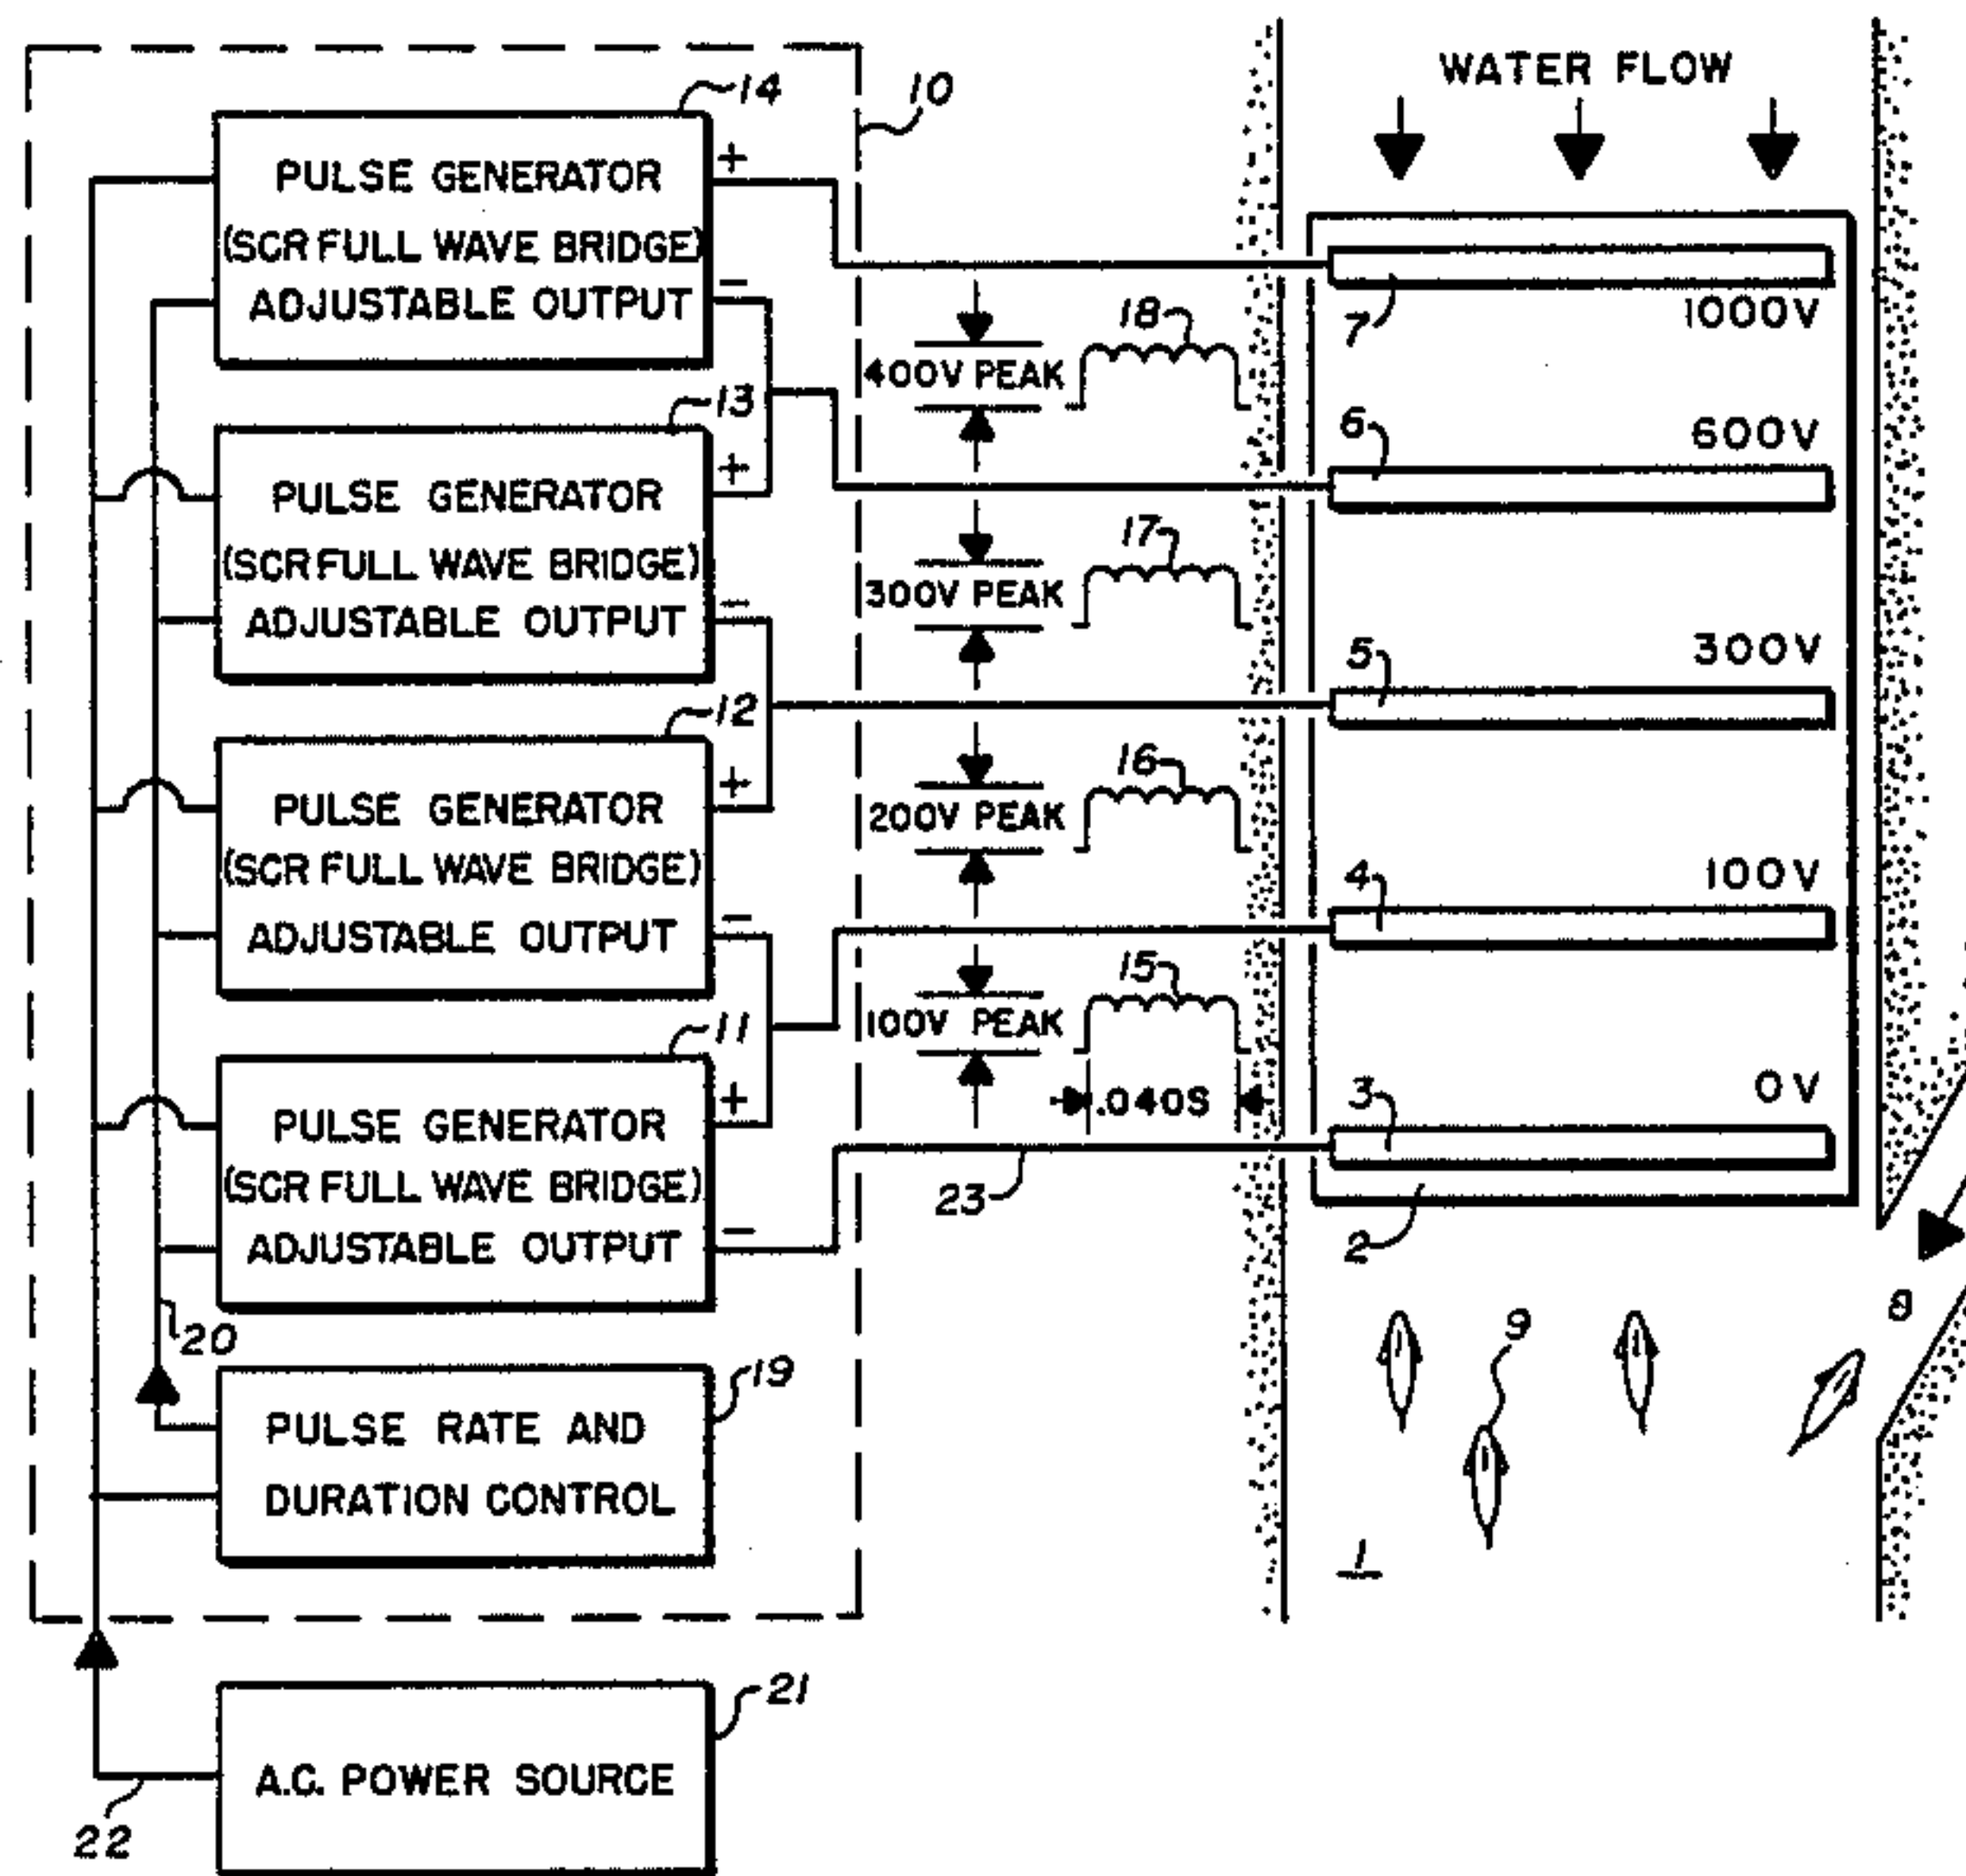 WATER FLOW
14
10
PULSE GENERATOR
(SCR FULL WAVE BRIDGE)
ADJUSTABLE OUTPUT
+
-
7
1000V
18
400V PEAK
13
PULSE GENERATOR
(SCR FULL WAVE BRIDGE)
ADJUSTABLE OUTPUT
+
-
6
600V
17
300V PEAK
5
300V
12
PULSE GENERATOR
(SCR FULL WAVE BRIDGE)
ADJUSTABLE OUTPUT
+
-
16
200V PEAK
4
100V
15
100V PEAK
11
PULSE GENERATOR
(SCR FULL WAVE BRIDGE)
ADJUSTABLE OUTPUT
+
-
.040S
3
0V
23
2
8
9
20
19
PULSE RATE AND
DURATION CONTROL
1
21
A.C. POWER SOURCE
22